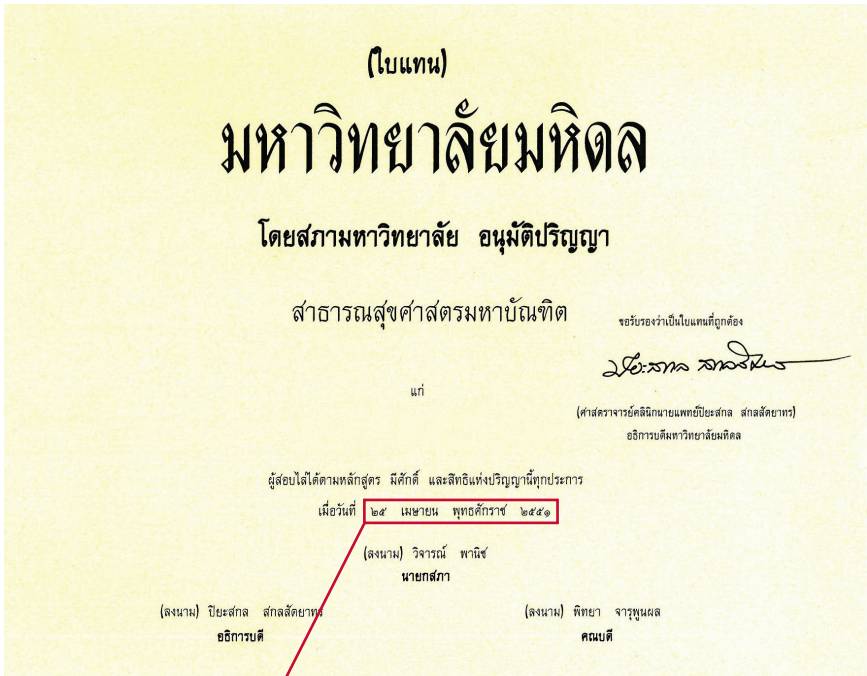 (ใบแทน)
มหาวิทยาลัยมหิดล
โดยสภามหาวิทยาลัย อนุมัติปริญญา
สาธารณสุขศาสตรมหาบัณฑิต
ขอรับรองว่าเป็นใบแทนที่ถูกต้อง
แก่
(ศาสตราจารย์คลินิกนายแพทย์ปิยะสกล สกลสัตยาทร)
อธิการบดีมหาวิทยาลัยมหิดล
ผู้สอบไล่ได้ตามหลักสูตร มีศักดิ์ และสิทธิแห่งปริญญานี้ทุกประการ
เมื่อวันที่ ๒๕ เมษายน พุทธศักราช ๒๕๕๑
(ลงนาม) วิจารณ์ พานิช
นายกสภา
(ลงนาม) ปิยะสกล สกลสัตยาทร
อธิการบดี
(ลงนาม) พิทยา จารุพูนผล
คณบดี